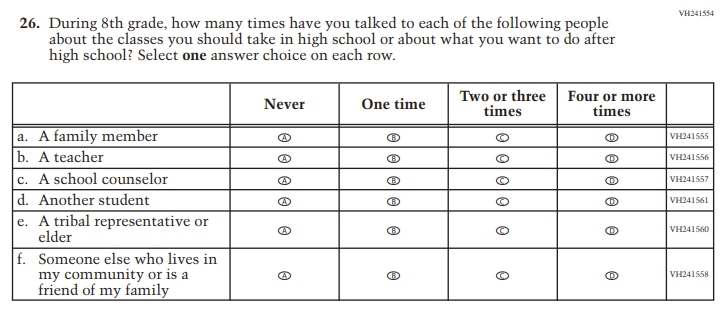 VH241554
26. During 8th grade, how many times have you talked to each of the following people
about the classes you should take in high school or about what you want to do after
high school? Select one answer choice on each row.
Never One time Two or three times Four or more times
a. A family member Ⓐ Ⓑ Ⓒ Ⓓ VH241555
b. A teacher Ⓐ Ⓑ Ⓒ Ⓓ VH241556
c. A school counselor Ⓐ Ⓑ Ⓒ Ⓓ VH241557
d. Another student Ⓐ Ⓑ Ⓒ Ⓓ VH241561
e. A tribal representative or
elder Ⓐ Ⓑ Ⓒ Ⓓ VH241560
f. Someone else who lives in
my community or is a Ⓐ Ⓑ Ⓒ Ⓓ VH241558
friend of my family